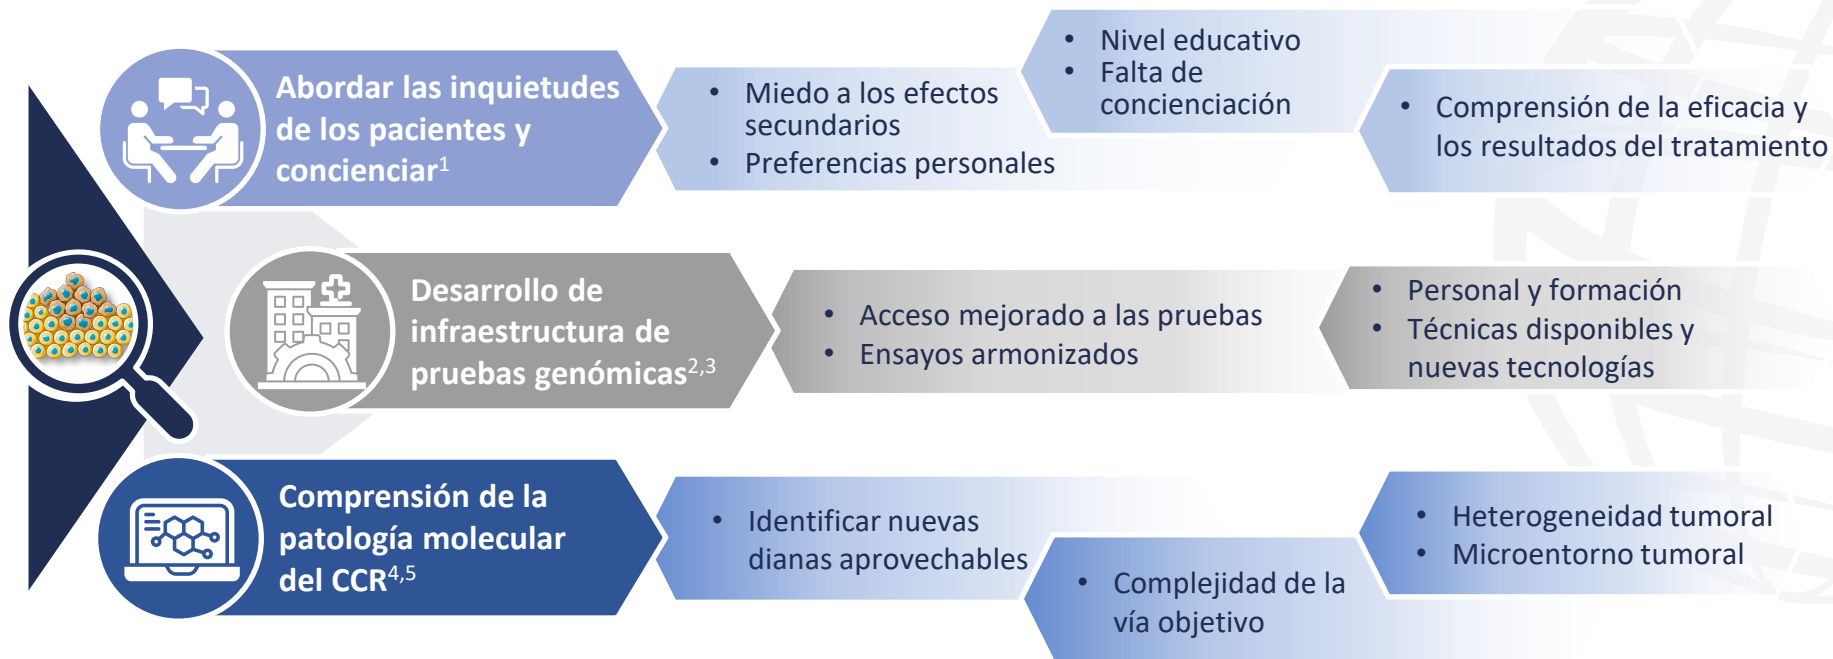 Abordar las inquietudes
de los pacientes y
concienciar1
• Miedo a los efectos
secundarios
• Preferencias personales
• Nivel educativo
• Falta de
concienciación
• Comprensión de la eficacia y
los resultados del tratamiento
Desarrollo de
infraestructura de
pruebas genómicas2,3
• Acceso mejorado a las pruebas
• Ensayos armonizados
• Personal y formación
• Técnicas disponibles y
nuevas tecnologías
Comprensión de la
patología molecular
del CCR4,5
• Identificar nuevas
dianas aprovechables
• Complejidad de la
vía objetivo
• Heterogeneidad tumoral
• Microentorno tumoral